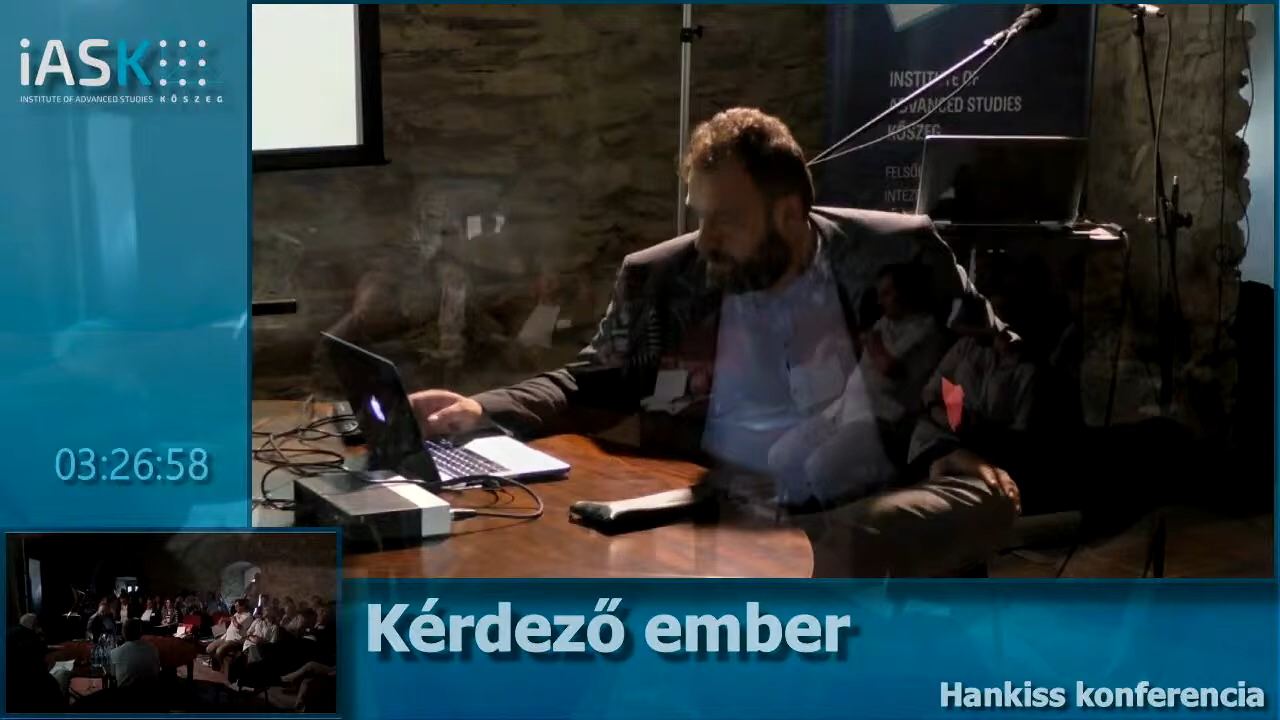 iASK
INSTITUTE OF ADVANCED STUDIES KŐSZEG
INSTITUTE OF
ADVANCED STUDIES
KŐSZEG
03:26:58
Kérdező ember
Hankiss konferencia